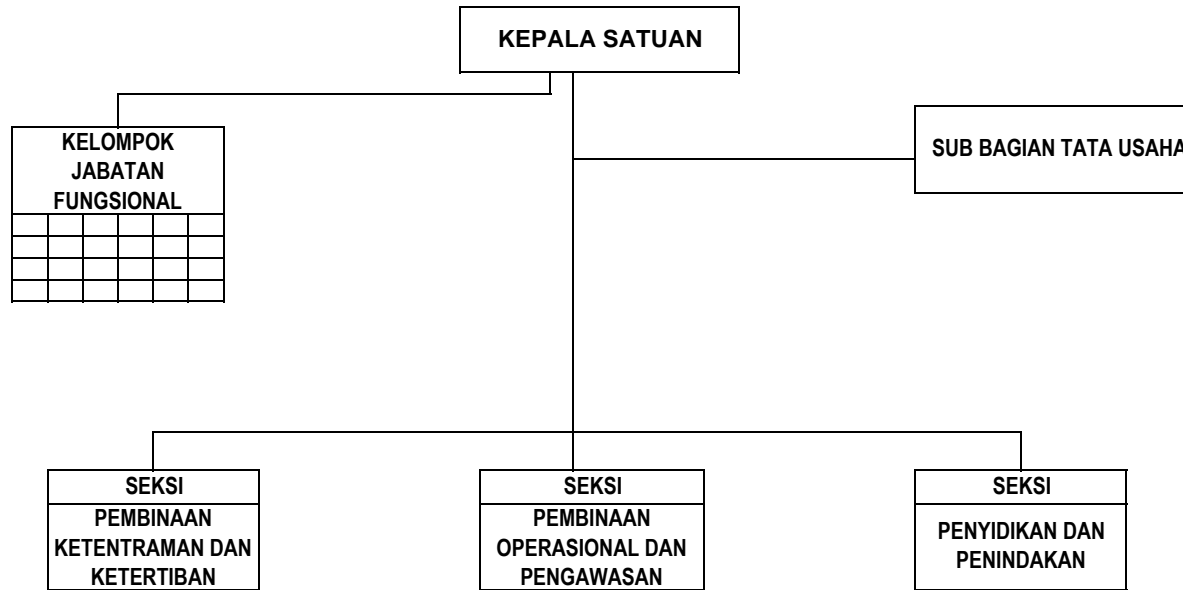 KEPALA SATUAN
KELOMPOK
JABATAN
FUNGSIONAL
SUB BAGIAN TATA USAHA
SEKSI
PEMBINAAN
KETENTRAMAN DAN
KETERTIBAN
SEKSI
PEMBINAAN
OPERASIONAL DAN
PENGAWASAN
SEKSI
PENYIDIKAN DAN
PENINDAKAN